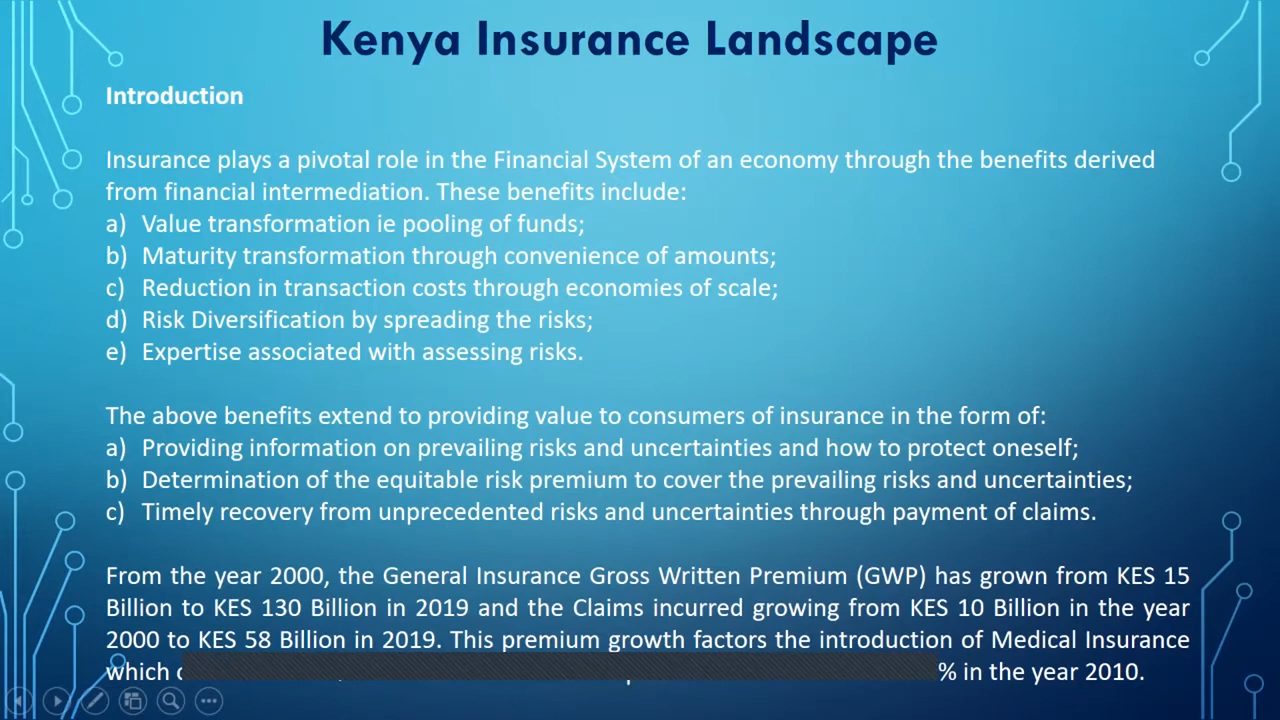 Kenya Insurance Landscape
Introduction
Insurance plays a pivotal role in the Financial System of an economy through the benefits derived
from financial intermediation. These benefits include:
a) Value transformation ie pooling of funds;
b) Maturity transformation through convenience of amounts;
c) Reduction in transaction costs through economies of scale;
d) Risk Diversification by spreading the risks;
e) Expertise associated with assessing risks.
The above benefits extend to providing value to consumers of insurance in the form of:
a) Providing information on prevailing risks and uncertainties and how to protect oneself;
b) Determination of the equitable risk premium to cover the prevailing risks and uncertainties;
c) Timely recovery from unprecedented risks and uncertainties through payment of claims.
From the year 2000, the General Insurance Gross Written Premium (GWP) has grown from KES 15
Billion to KES 130 Billion in 2019 and the Claims incurred growing from KES 10 Billion in the year
2000 to KES 58 Billion in 2019. This premium growth factors the introduction of Medical Insurance
which % in the year 2010.